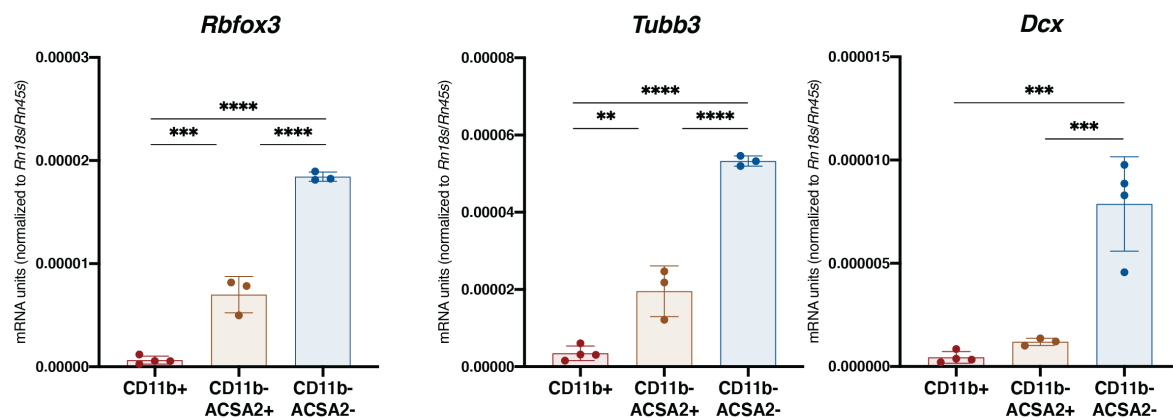 Rbfox3
mRNA units (normalized to Rn18s/Rn45s)
0.00003
0.00002
0.00001
0.00000
****
*** ****
CD11b+ CD11b- CD11b-
ACSA2+ ACSA2-
Tubb3
mRNA units (normalized to Rn18s/Rn45s)
0.00008
0.00006
0.00004
0.00002
0.00000
****
** ****
CD11b+ CD11b- CD11b-
ACSA2+ ACSA2-
Dcx
mRNA units (normalized to Rn18s/Rn45s)
0.000015
0.000010
0.000005
0.000000
***
***
CD11b+ CD11b- CD11b-
ACSA2+ ACSA2-